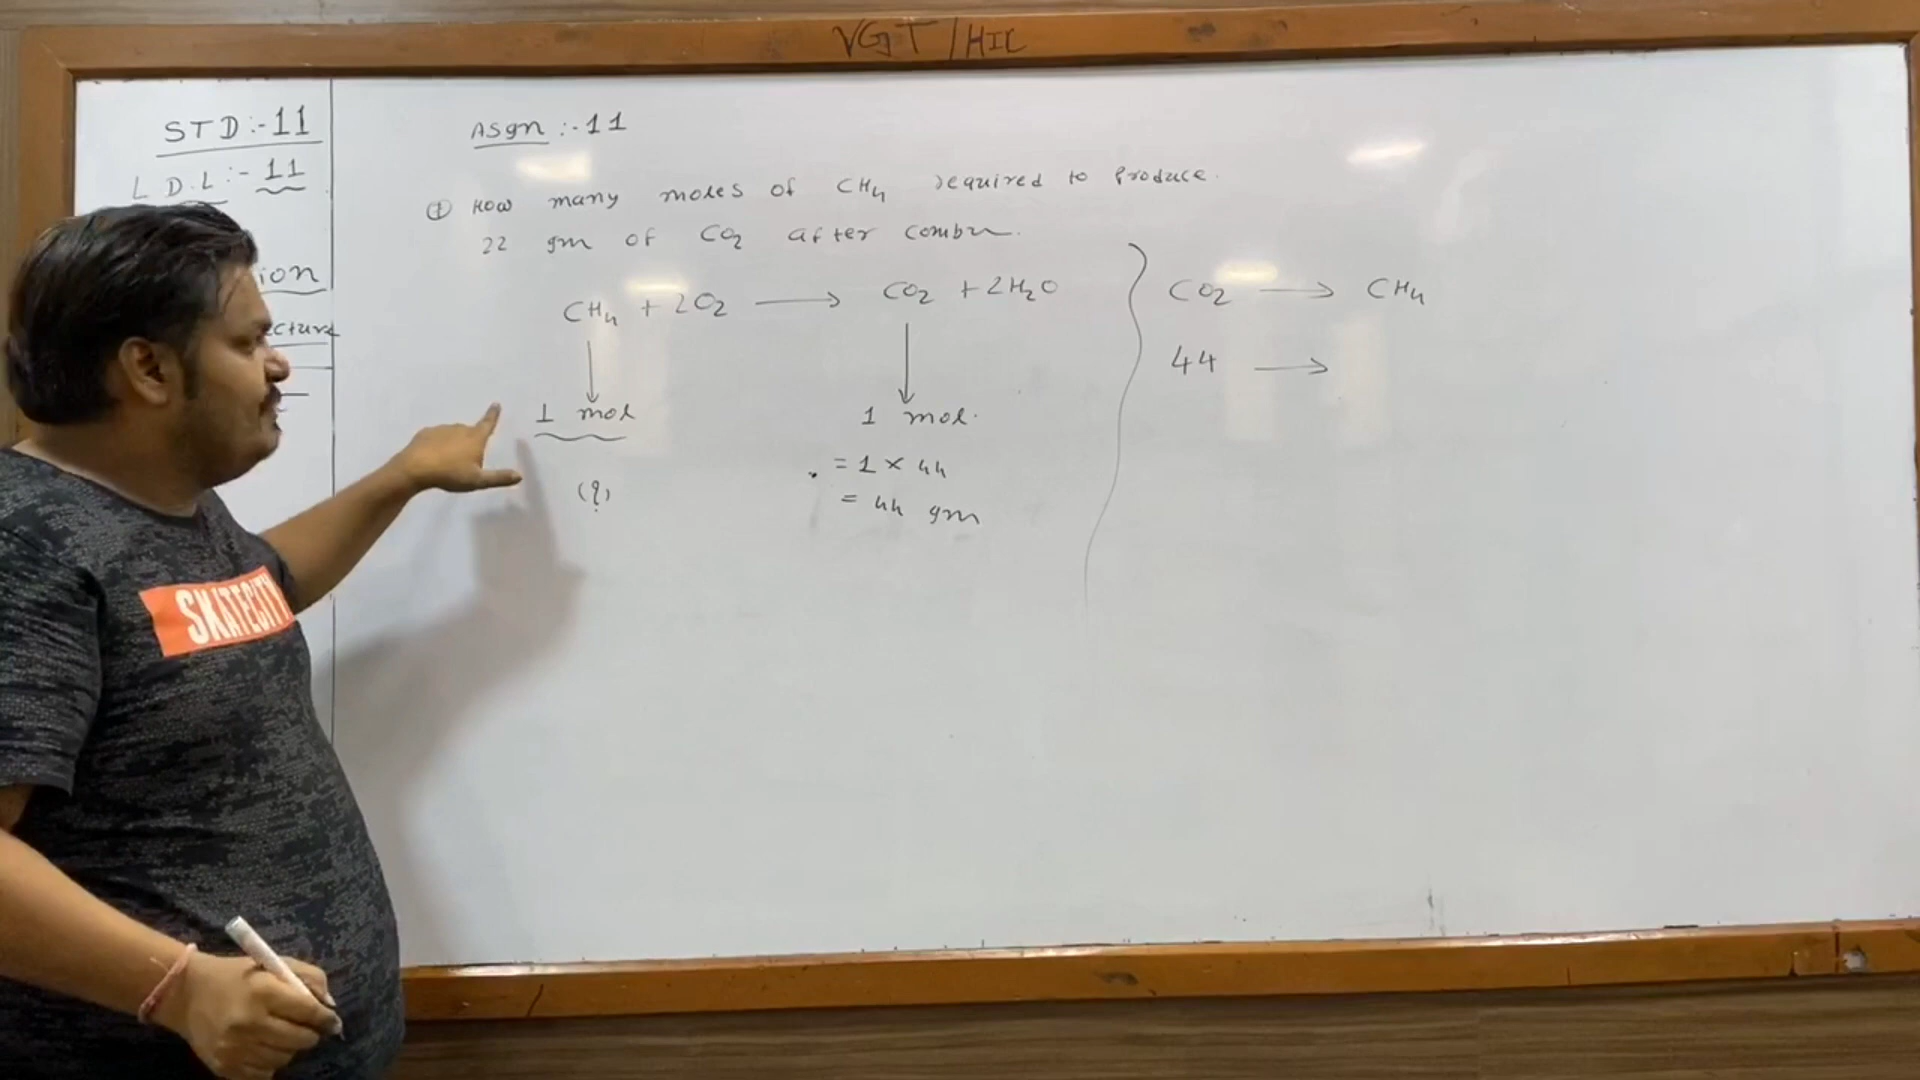 VGT/HIC
STD:-11
L D.L:- 11
ion
ecture
Asgn :-11
① How many moles of CH4 required to produce.
22 gm of CO2 after combn.
CH4 + 2O2 ⟶ CO2 + 2H2O
1 mol
1 mol.
(?)
= 1 × 44
= 44 gm
CO2 ⟶ CH4
44 ⟶
SKATECITY